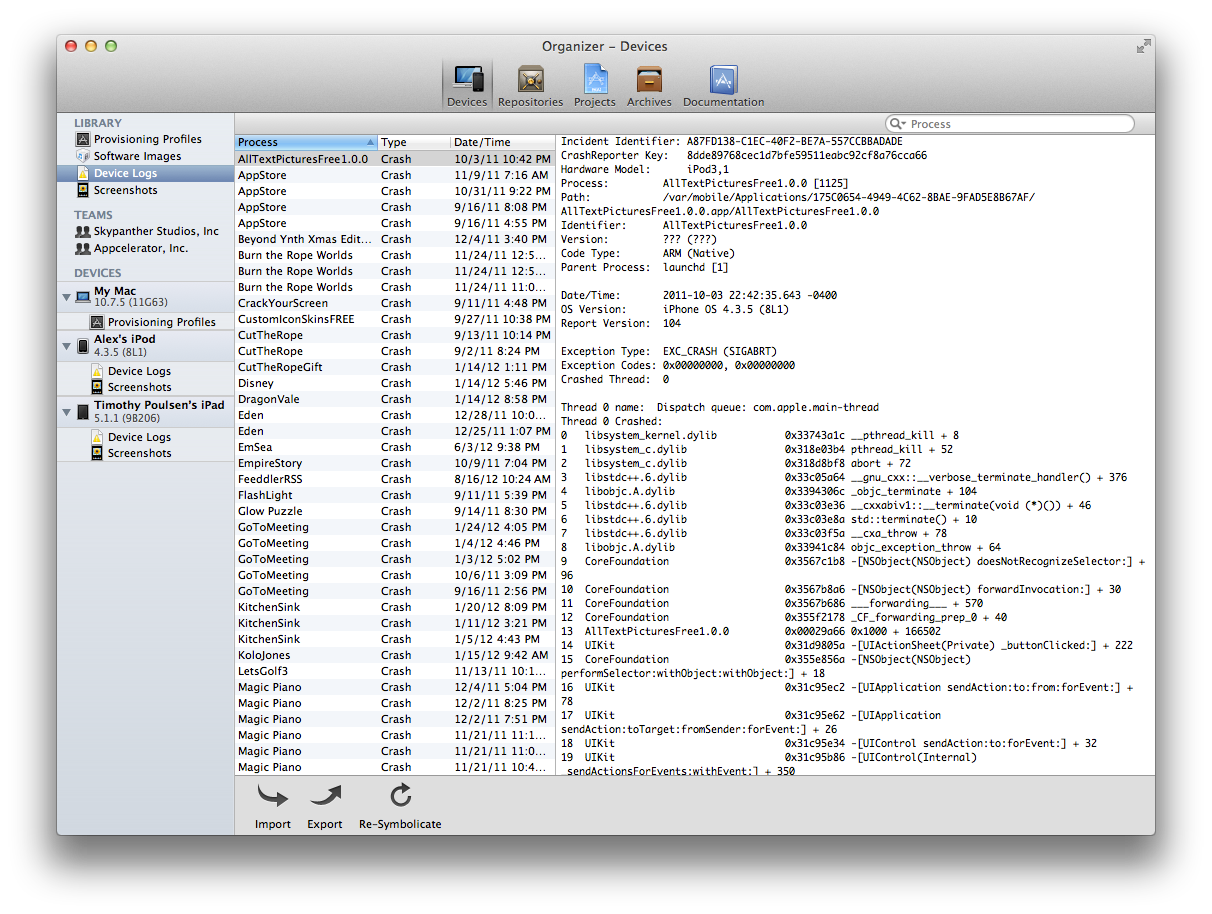 Organizer – Devices
Devices Repositories Projects Archives Documentation
Process
LIBRARY
Provisioning Profiles
Software Images
Device Logs
Screenshots
TEAMS
Skypanther Studios, Inc
Appcelerator, Inc.
DEVICES
My Mac
10.7.5 (11G63)
Provisioning Profiles
Alex's iPod
4.3.5 (8L1)
Device Logs
Screenshots
Timothy Poulsen's iPad
5.1.1 (9B206)
Device Logs
Screenshots
Process Type Date/Time
AllTextPicturesFree1.0.0 Crash 10/3/11 10:42 PM
AppStore Crash 11/9/11 7:16 AM
AppStore Crash 10/31/11 9:22 PM
AppStore Crash 9/16/11 8:08 PM
AppStore Crash 9/16/11 4:55 PM
Beyond Ynth Xmas Edit... Crash 12/4/11 3:40 PM
Burn the Rope Worlds Crash 11/24/11 12:5...
Burn the Rope Worlds Crash 11/24/11 12:5...
Burn the Rope Worlds Crash 11/24/11 11:0...
CrackYourScreen Crash 9/11/11 4:48 PM
CustomIconSkinsFREE Crash 9/27/11 10:38 PM
CutTheRope Crash 9/13/11 10:14 PM
CutTheRope Crash 9/2/11 8:24 PM
CutTheRopeGift Crash 1/14/12 1:11 PM
Disney Crash 1/14/12 5:46 PM
DragonVale Crash 1/14/12 8:58 PM
Eden Crash 12/28/11 10:0...
Eden Crash 12/25/11 1:07 PM
EmSea Crash 6/3/12 9:38 PM
EmpireStory Crash 10/9/11 7:04 PM
FeeddlerRSS Crash 8/16/12 10:24 AM
FlashLight Crash 9/11/11 5:39 PM
Glow Puzzle Crash 9/14/11 8:30 PM
GoToMeeting Crash 1/24/12 4:05 PM
GoToMeeting Crash 1/4/12 4:46 PM
GoToMeeting Crash 1/3/12 5:02 PM
GoToMeeting Crash 10/6/11 3:09 PM
GoToMeeting Crash 9/16/11 2:56 PM
KitchenSink Crash 1/20/12 8:09 PM
KitchenSink Crash 1/11/12 3:21 PM
KitchenSink Crash 1/5/12 4:43 PM
KoloJones Crash 1/15/12 9:42 AM
LetsGolf3 Crash 11/13/11 10:1...
Magic Piano Crash 12/4/11 5:04 PM
Magic Piano Crash 12/2/11 8:25 PM
Magic Piano Crash 12/2/11 7:51 PM
Magic Piano Crash 11/21/11 11:1...
Magic Piano Crash 11/21/11 11:0...
Magic Piano Crash 11/21/11 10:4...
Incident Identifier: A87FD138-C1EC-40F2-BE7A-557CCBBADADE
CrashReporter Key: 8dde89768cec1d7bfe59511eabc92cf8a76cca66
Hardware Model: iPod3,1
Process: AllTextPicturesFree1.0.0 [1125]
Path: /var/mobile/Applications/175C0654-4949-4C62-8BAE-9FAD5E8B67AF/
AllTextPicturesFree1.0.0.app/AllTextPicturesFree1.0.0
Identifier: AllTextPicturesFree1.0.0
Version: ??? (???)
Code Type: ARM (Native)
Parent Process: launchd [1]
Date/Time: 2011-10-03 22:42:35.643 -0400
OS Version: iPhone OS 4.3.5 (8L1)
Report Version: 104
Exception Type: EXC_CRASH (SIGABRT)
Exception Codes: 0x00000000, 0x00000000
Crashed Thread: 0
Thread 0 name: Dispatch queue: com.apple.main-thread
Thread 0 Crashed:
0 libsystem_kernel.dylib 0x33743a1c __pthread_kill + 8
1 libsystem_c.dylib 0x318e03b4 pthread_kill + 52
2 libsystem_c.dylib 0x318d8bf8 abort + 72
3 libstdc++.6.dylib 0x33c05a64 __gnu_cxx::__verbose_terminate_handler() + 376
4 libobjc.A.dylib 0x3394306c _objc_terminate + 104
5 libstdc++.6.dylib 0x33c03e36 __cxxabiv1::__terminate(void (*)()) + 46
6 libstdc++.6.dylib 0x33c03e8a std::terminate() + 10
7 libstdc++.6.dylib 0x33c03f5a __cxa_throw + 78
8 libobjc.A.dylib 0x33941c84 objc_exception_throw + 64
9 CoreFoundation 0x3567c1b8 -[NSObject(NSObject) doesNotRecognizeSelector:] +
96
10 CoreFoundation 0x3567b8a6 -[NSObject(NSObject) forwardInvocation:] + 30
11 CoreFoundation 0x3567b686 ___forwarding___ + 570
12 CoreFoundation 0x355f2178 _CF_forwarding_prep_0 + 40
13 AllTextPicturesFree1.0.0 0x00029a66 0x1000 + 166502
14 UIKit 0x31d9805a -[UIActionSheet(Private) _buttonClicked:] + 222
15 CoreFoundation 0x355e856a -[NSObject(NSObject)
performSelector:withObject:withObject:] + 18
16 UIKit 0x31c95ec2 -[UIApplication sendAction:to:from:forEvent:] +
78
17 UIKit 0x31c95e62 -[UIApplication
sendAction:toTarget:fromSender:forEvent:] + 26
18 UIKit 0x31c95e34 -[UIControl sendAction:to:forEvent:] + 32
19 UIKit 0x31c95b86 -[UIControl(Internal)
_sendActionsForEvents:withEvent:] + 350
Import Export Re-Symbolicate